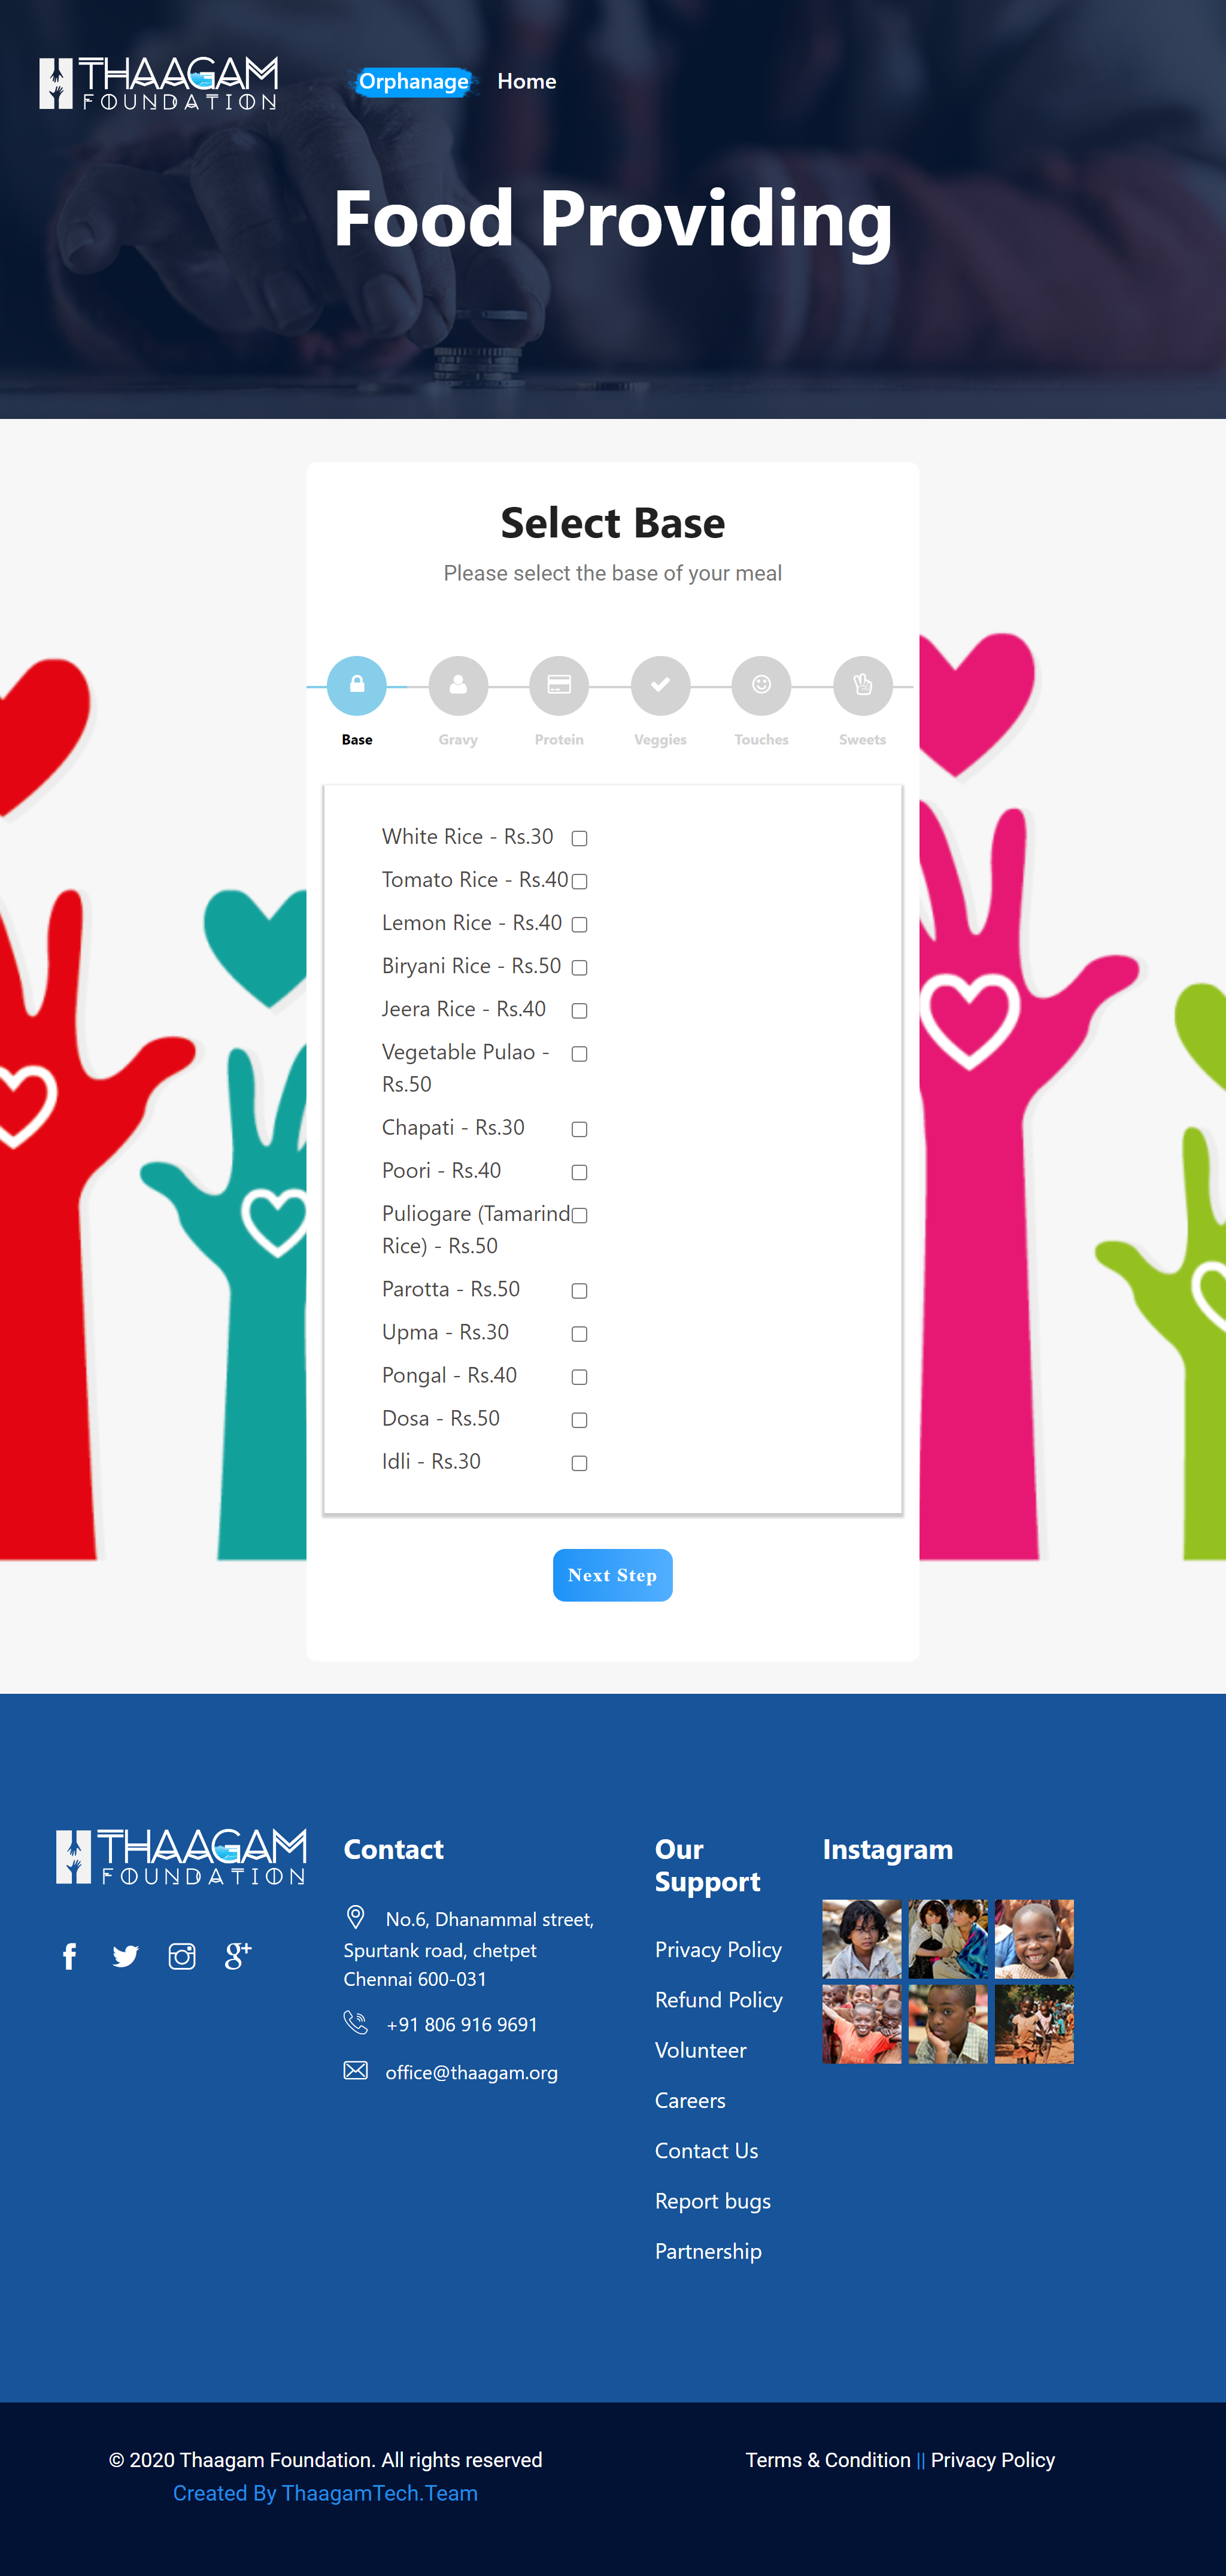 THAAGAM
FOUNDATION
Orphanage Home
Food Providing
Select Base
Please select the base of your meal
Base Gravy Protein Veggies Touches Sweets
White Rice - Rs.30
Tomato Rice - Rs.40
Lemon Rice - Rs.40
Biryani Rice - Rs.50
Jeera Rice - Rs.40
Vegetable Pulao -
Rs.50
Chapati - Rs.30
Poori - Rs.40
Puliogare (Tamarind
Rice) - Rs.50
Parotta - Rs.50
Upma - Rs.30
Pongal - Rs.40
Dosa - Rs.50
Idli - Rs.30
Next Step
THAAGAM
FOUNDATION
Contact
No.6, Dhanammal street,
Spurtank road, chetpet
Chennai 600-031
+91 806 916 9691
office@thaagam.org
Our
Support
Privacy Policy
Refund Policy
Volunteer
Careers
Contact Us
Report bugs
Partnership
Instagram
© 2020 Thaagam Foundation. All rights reserved
Created By ThaagamTech.Team
Terms & Condition || Privacy Policy